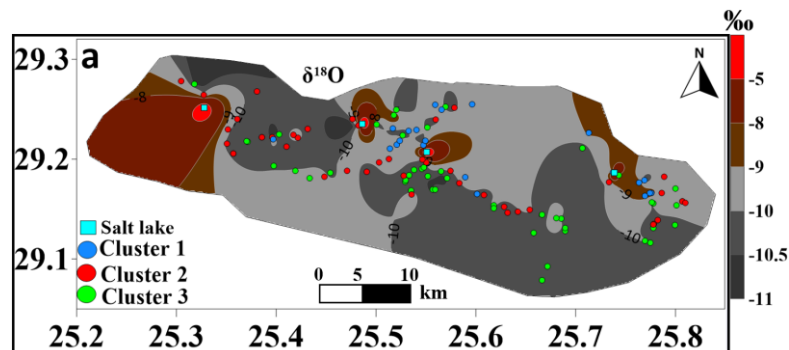 ‰
29.3
a
δ¹⁸O
N
-5
-8
-8
-9
-10
-10
29.2
-9
-9
-10
-10
-10
Salt lake
Cluster 1
29.1
Cluster 2
0 5 10
-10.5
Cluster 3
km
-11
25.2 25.3 25.4 25.5 25.6 25.7 25.8